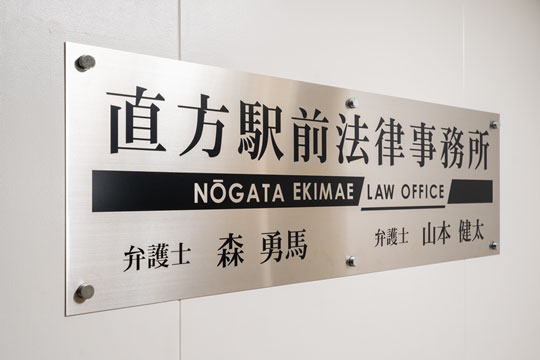 直方駅前法律事務所
NŌGATA EKIMAE LAW OFFICE
弁護士 森 勇馬 弁護士 山本 健太